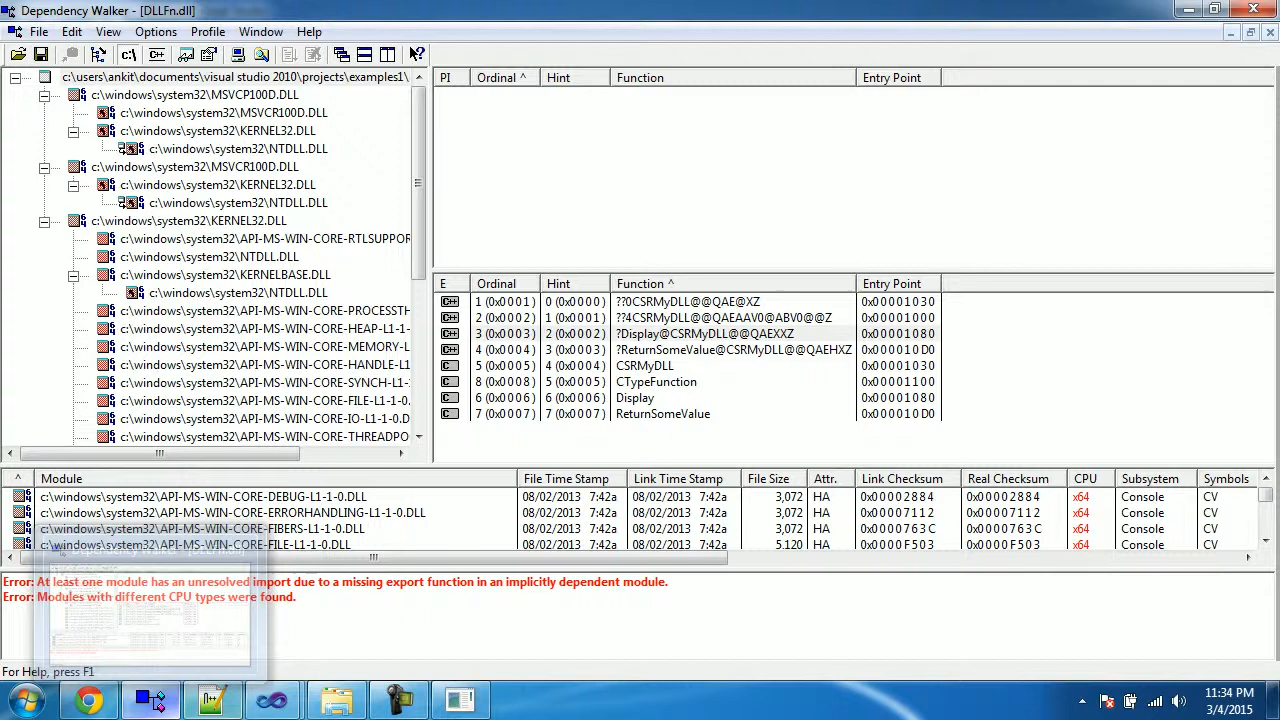 Dependency Walker - [DLLFn.dll]
File Edit View Options Profile Window Help
c:\ C++
c:\users\ankit\documents\visual studio 2010\projects\examples1\
c:\windows\system32\MSVCP100D.DLL
c:\windows\system32\MSVCR100D.DLL
c:\windows\system32\KERNEL32.DLL
c:\windows\system32\NTDLL.DLL
c:\windows\system32\MSVCR100D.DLL
c:\windows\system32\KERNEL32.DLL
c:\windows\system32\NTDLL.DLL
c:\windows\system32\KERNEL32.DLL
c:\windows\system32\API-MS-WIN-CORE-RTLSUPPOR
c:\windows\system32\NTDLL.DLL
c:\windows\system32\KERNELBASE.DLL
c:\windows\system32\NTDLL.DLL
c:\windows\system32\API-MS-WIN-CORE-PROCESSTH
c:\windows\system32\API-MS-WIN-CORE-HEAP-L1-1-
c:\windows\system32\API-MS-WIN-CORE-MEMORY-L
c:\windows\system32\API-MS-WIN-CORE-HANDLE-L1
c:\windows\system32\API-MS-WIN-CORE-SYNCH-L1-
c:\windows\system32\API-MS-WIN-CORE-FILE-L1-1-0.
c:\windows\system32\API-MS-WIN-CORE-IO-L1-1-0.D
c:\windows\system32\API-MS-WIN-CORE-THREADPO
PI Ordinal ^ Hint Function Entry Point
E Ordinal Hint Function ^ Entry Point
C++ 1 (0x0001) 0 (0x0000) ??0CSRMyDLL@@QAE@XZ 0x00001030
C++ 2 (0x0002) 1 (0x0001) ??4CSRMyDLL@@QAEAAV0@ABV0@@Z 0x00001000
C++ 3 (0x0003) 2 (0x0002) ?Display@CSRMyDLL@@QAEXXZ 0x00001080
C++ 4 (0x0004) 3 (0x0003) ?ReturnSomeValue@CSRMyDLL@@QAEHXZ 0x000010D0
C 5 (0x0005) 4 (0x0004) CSRMyDLL 0x00001030
C 8 (0x0008) 5 (0x0005) CTypeFunction 0x00001100
C 6 (0x0006) 6 (0x0006) Display 0x00001080
C 7 (0x0007) 7 (0x0007) ReturnSomeValue 0x000010D0
^ Module File Time Stamp Link Time Stamp File Size Attr. Link Checksum Real Checksum CPU Subsystem Symbols
c:\windows\system32\API-MS-WIN-CORE-DEBUG-L1-1-0.DLL 08/02/2013 7:42a 08/02/2013 7:42a 3,072 HA 0x00002884 0x00002884 x64 Console CV
c:\windows\system32\API-MS-WIN-CORE-ERRORHANDLING-L1-1-0.DLL 08/02/2013 7:42a 08/02/2013 7:42a 3,072 HA 0x00007112 0x00007112 x64 Console CV
c:\windows\system32\API-MS-WIN-CORE-FIBERS-L1-1-0.DLL 08/02/2013 7:42a 08/02/2013 7:42a 3,072 HA 0x0000763C 0x0000763C x64 Console CV
c:\windows\system32\API-MS-WIN-CORE-FILE-L1-1-0.DLL 08/02/2013 7:42a 08/02/2013 7:42a 5,120 HA 0x0000F503 0x0000F503 x64 Console CV
Dependency Walker - [DLLFn.dll]
Error: At least one module has an unresolved import due to a missing export function in an implicitly dependent module.
Error: Modules with different CPU types were found.
For Help, press F1
11:34 PM
3/4/2015